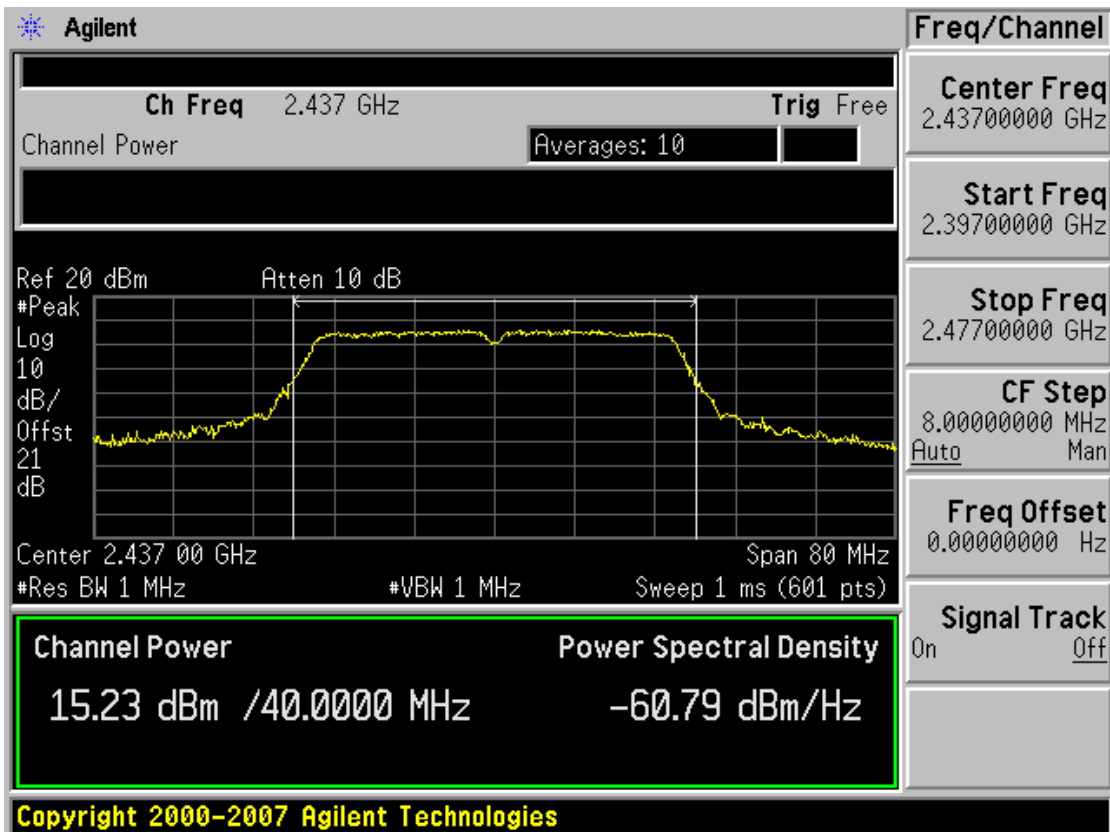 Agilent
Freq/Channel
Ch Freq 2.437 GHz Trig Free
Channel Power Averages: 10
Ref 20 dBm Atten 10 dB
#Peak
Log
10
dB/
Offst
21
dB
Center 2.437 00 GHz Span 80 MHz
#Res BW 1 MHz #VBW 1 MHz Sweep 1 ms (601 pts)
Channel Power Power Spectral Density
15.23 dBm /40.0000 MHz -60.79 dBm/Hz
Center Freq
2.43700000 GHz
Start Freq
2.39700000 GHz
Stop Freq
2.47700000 GHz
CF Step
8.00000000 MHz
Auto Man
Freq Offset
0.00000000 Hz
Signal Track
On Off
Copyright 2000-2007 Agilent Technologies